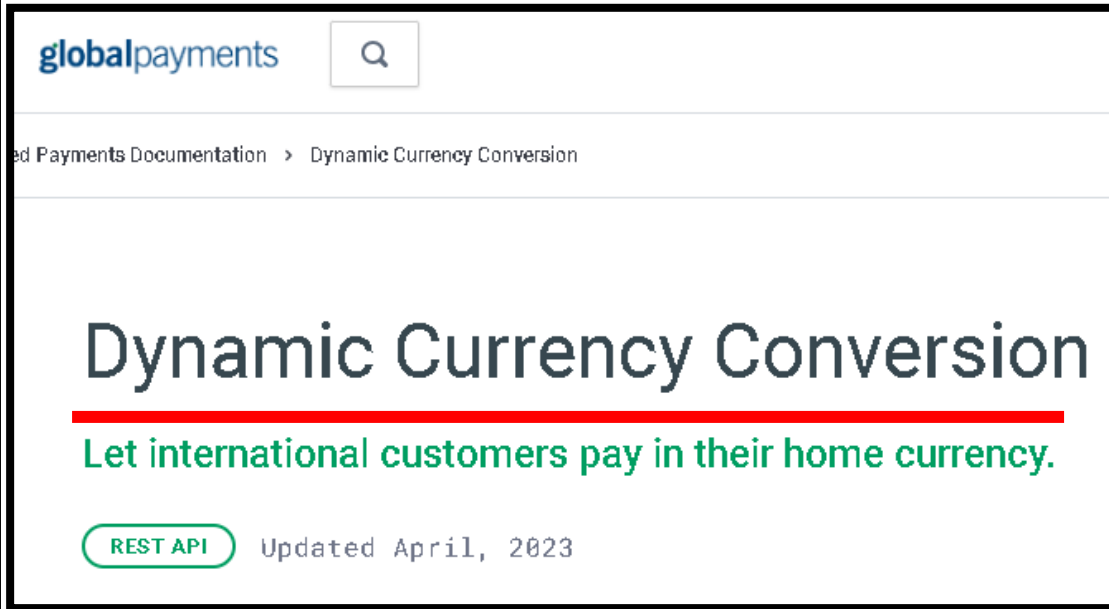 globalpayments
ed Payments Documentation > Dynamic Currency Conversion
Dynamic Currency Conversion
Let international customers pay in their home currency.
REST API Updated April, 2023